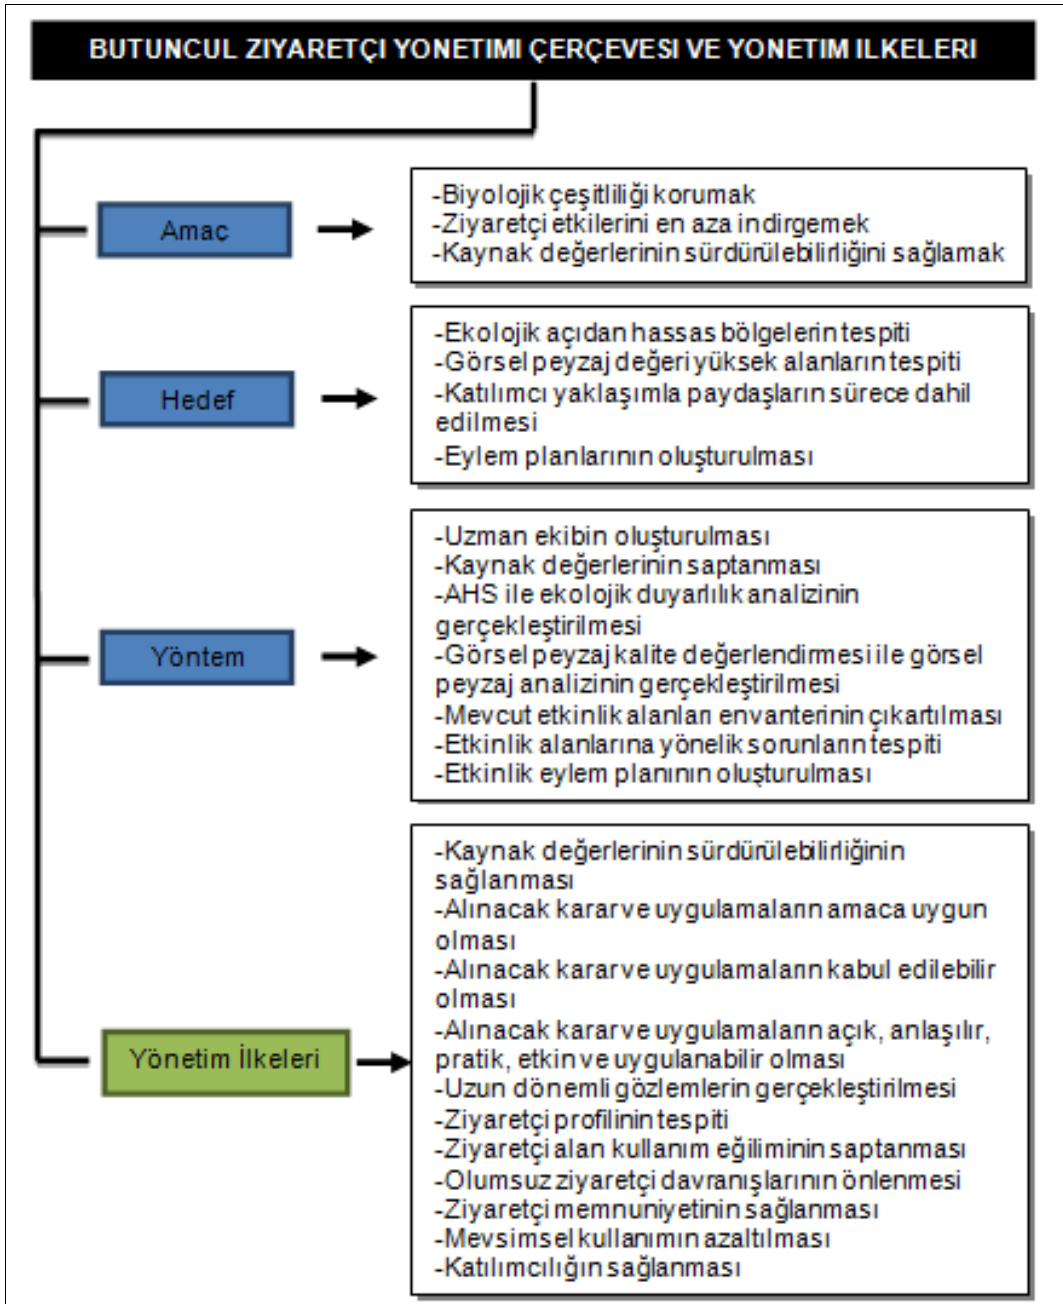 BUTUNCUL ZIYARETÇI YONETIMI ÇERÇEVESI VE YONETIM ILKELERI
Amaç
-Biyolojik çeşitliliği korumak
-Ziyaretçi etkilerini en aza indirgemek
-Kaynak değerlerinin sürdürülebilirliğini sağlamak
Hedef
-Ekolojik açıdan hassas bölgelerin tespiti
-Görsel peyzaj değeri yüksek alanların tespiti
-Katılımcı yaklaşımla paydaşların sürece dahil
edilmesi
-Eylem planlarının oluşturulması
Yöntem
-Uzman ekibin oluşturulması
-Kaynak değerlerinin saptanması
-AHS ile ekolojik duyarlılık analizinin
gerçekleştirilmesi
-Görsel peyzaj kalite değerlendirmesi ile görsel
peyzaj analizinin gerçekleştirilmesi
-Mevcut etkinlik alanları envanterinin çıkartılması
-Etkinlik alanlarına yönelik sorunların tespiti
-Etkinlik eylem planının oluşturulması
Yönetim İlkeleri
-Kaynak değerlerinin sürdürülebilirliğinin
sağlanması
-Alınacak karar ve uygulamaların amaca uygun
olması
-Alınacak karar ve uygulamaların kabul edilebilir
olması
-Alınacak karar ve uygulamaların açık, anlaşılır,
pratik, etkin ve uygulanabilir olması
-Uzun dönemli gözlemlerin gerçekleştirilmesi
-Ziyaretçi profilinin tespiti
-Ziyaretçi alan kullanım eğiliminin saptanması
-Olumsuz ziyaretçi davranışlarının önlenmesi
-Ziyaretçi memnuniyetinin sağlanması
-Mevsimsel kullanımın azaltılması
-Katılımcılığın sağlanması